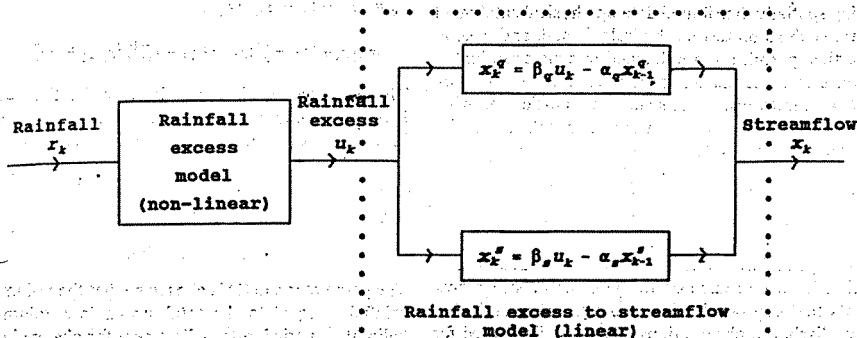 Rainfall
r_k
Rainfall
excess
model
(non-linear)
Rainfall
excess
u_k
x_k^q = β_q u_k - α_q x_{k-1}^q
x_k^s = β_s u_k - α_s x_{k-1}^s
Streamflow
x_k
Rainfall excess to streamflow
model (linear)